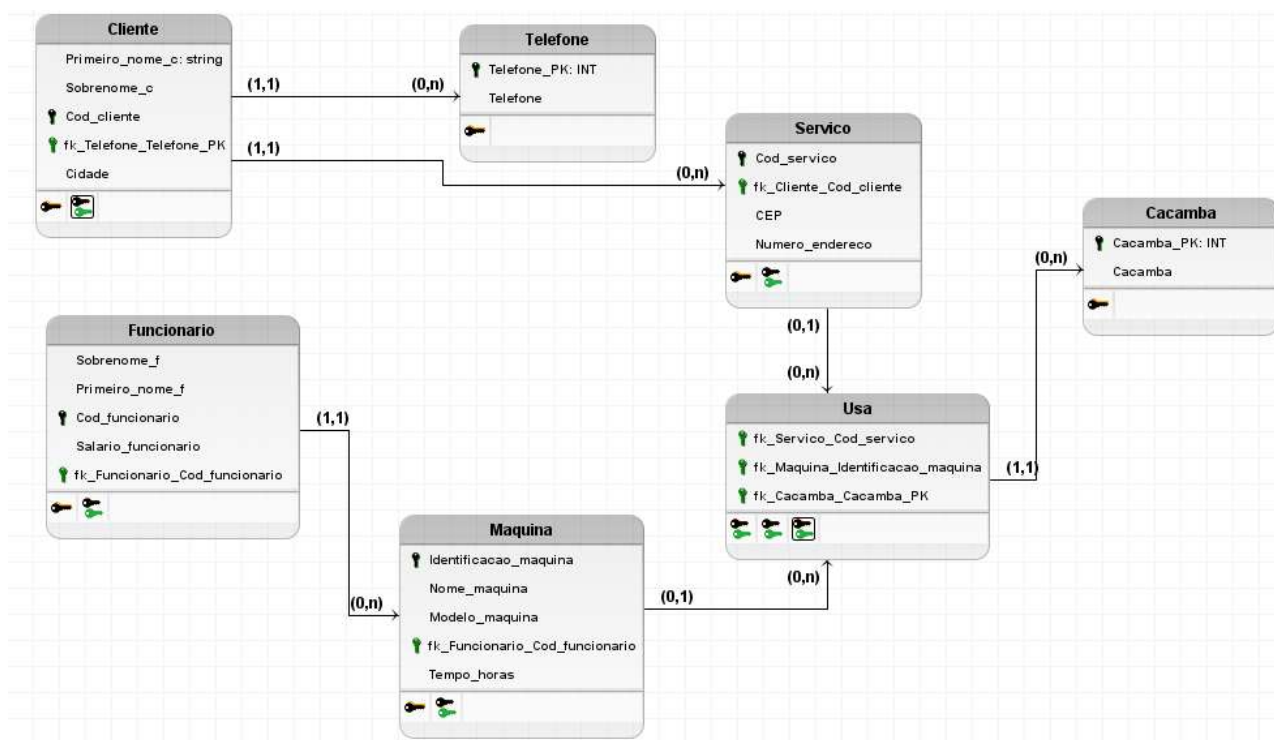 Cliente
Primeiro_nome_c: string
Sobrenome_c
Cod_cliente
fk_Telefone_Telefone_PK
Cidade
(1,1)
(0,n)
Telefone
Telefone_PK: INT
Telefone
(1,1)
(0,n)
Servico
Cod_servico
fk_Cliente_Cod_cliente
CEP
Numero_endereco
Cacamba
Cacamba_PK: INT
Cacamba
(0,n)
(0,1)
(0,n)
Funcionario
Sobrenome_f
Primeiro_nome_f
Cod_funcionario
Salario_funcionario
fk_Funcionario_Cod_funcionario
(1,1)
(0,n)
Usa
fk_Servico_Cod_servico
fk_Maquina_Identificacao_maquina
fk_Cacamba_Cacamba_PK
(1,1)
Maquina
Identificacao_maquina
Nome_maquina
Modelo_maquina
fk_Funcionario_Cod_funcionario
Tempo_horas
(0,1)
(0,n)